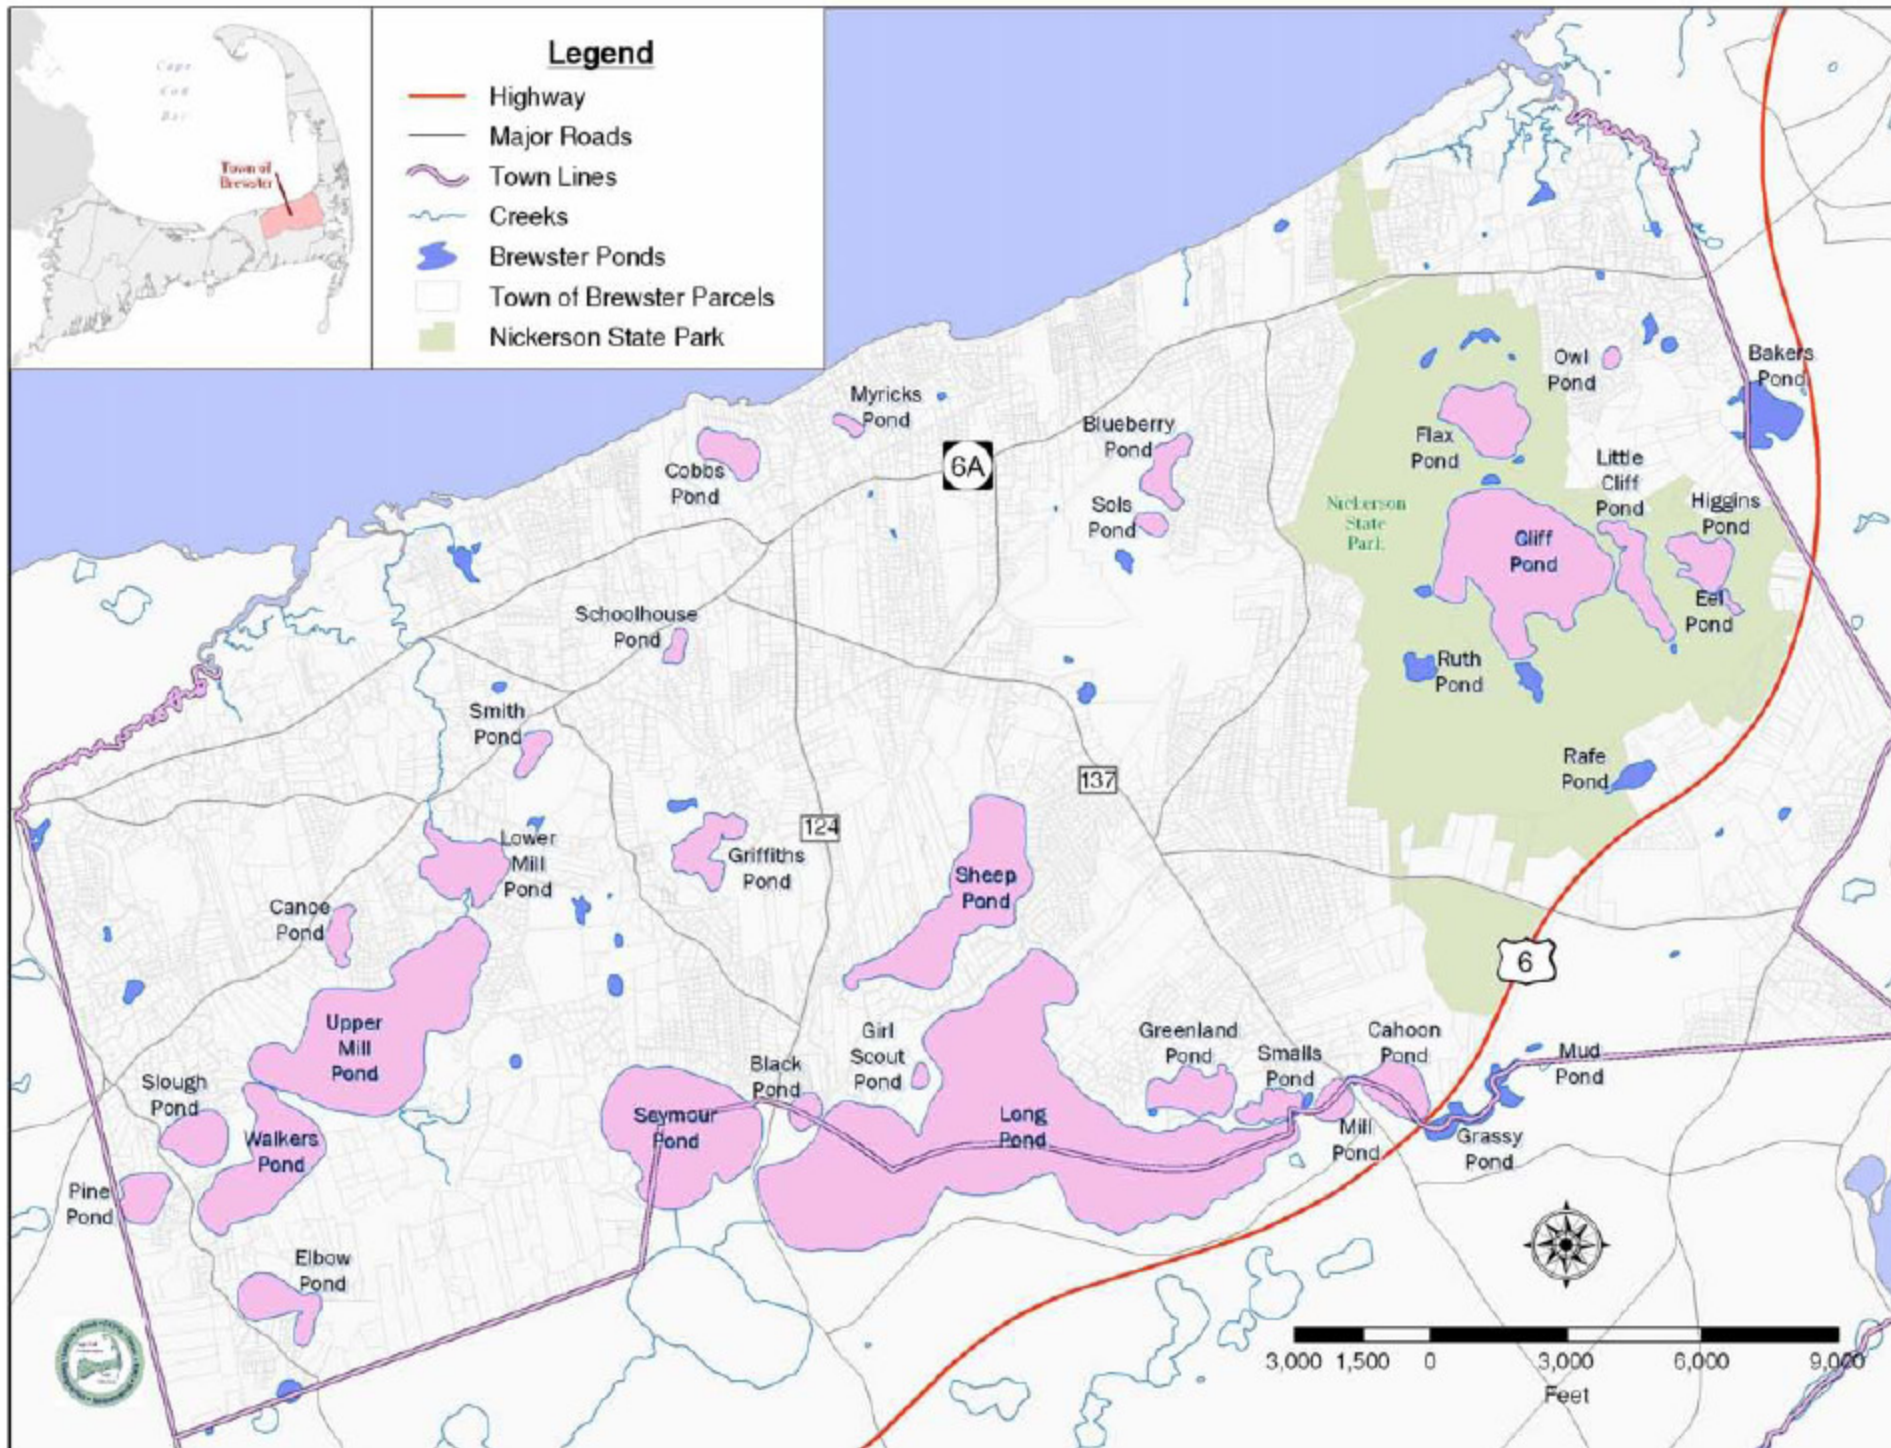 Cape
Cod
Bay
Town of
Brewster
Legend
Highway
Major Roads
Town Lines
Creeks
Brewster Ponds
Town of Brewster Parcels
Nickerson State Park
Myricks
Pond
Cobbs
Pond
6A
Blueberry
Pond
Sols
Pond
Owl
Pond
Bakers
Pond
Flax
Pond
Little
Cliff
Pond
Higgins
Pond
Nickerson
State
Park
Cliff
Pond
Eel
Pond
Ruth
Pond
Rafe
Pond
Schoolhouse
Pond
Smith
Pond
137
124
Lower
Mill
Pond
Griffiths
Pond
Sheep
Pond
Canoe
Pond
6
Upper
Mill
Pond
Slough
Pond
Walkers
Pond
Pine
Pond
Elbow
Pond
Seymour
Pond
Black
Pond
Girl
Scout
Pond
Long
Pond
Greenland
Pond
Smalls
Pond
Cahoon
Pond
Mill
Pond
Mud
Pond
Grassy
Pond
3,000 1,500 0 3,000 6,000 9,000
Feet